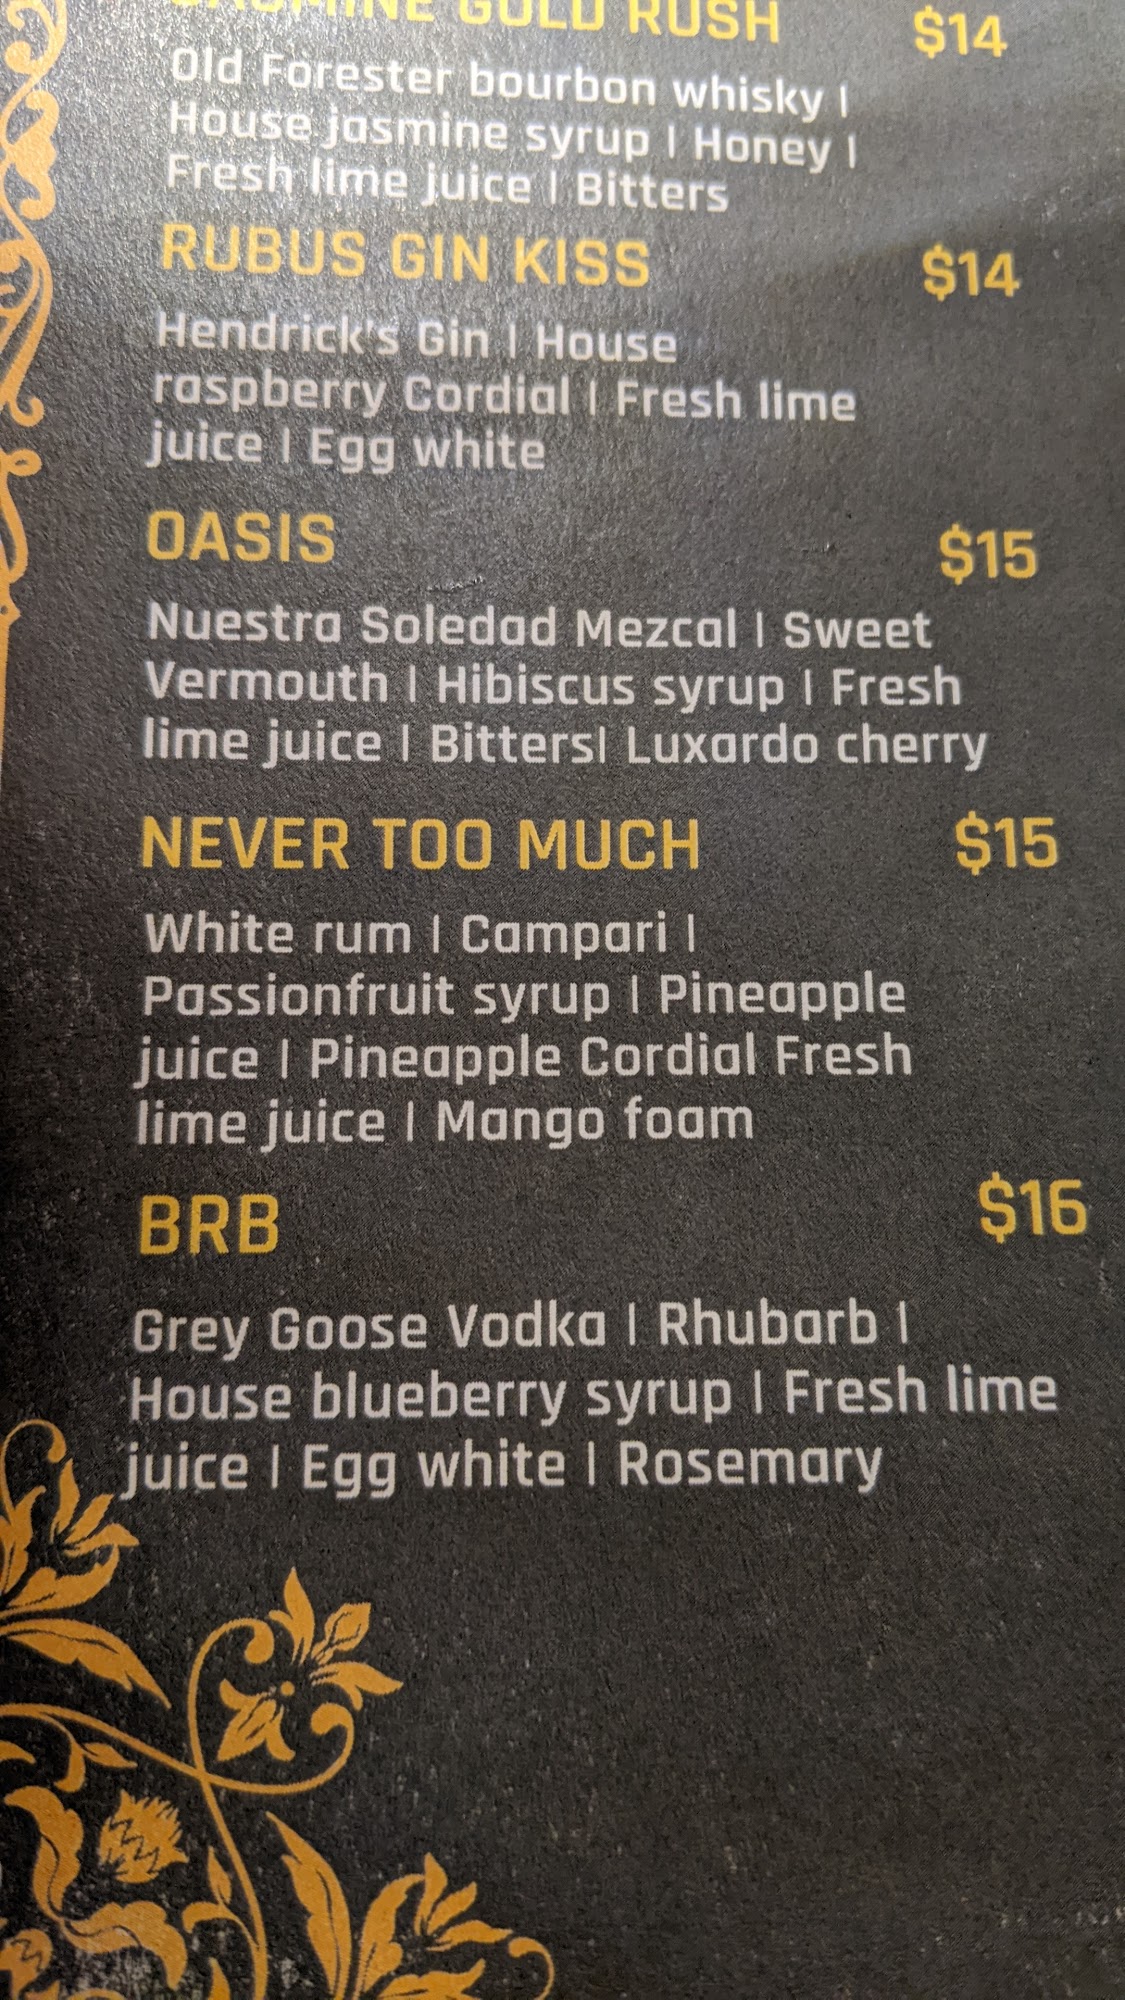 JASMINE GOLD RUSH $14
Old Forester bourbon whisky |
House jasmine syrup | Honey |
Fresh lime juice | Bitters
RUBUS GIN KISS $14
Hendrick's Gin | House
raspberry Cordial | Fresh lime
juice | Egg white
OASIS $15
Nuestra Soledad Mezcal | Sweet
Vermouth | Hibiscus syrup | Fresh
lime juice | Bitters| Luxardo cherry
NEVER TOO MUCH $15
White rum | Campari |
Passionfruit syrup | Pineapple
juice | Pineapple Cordial Fresh
lime juice | Mango foam
BRB $16
Grey Goose Vodka | Rhubarb |
House blueberry syrup | Fresh lime
juice | Egg white | Rosemary